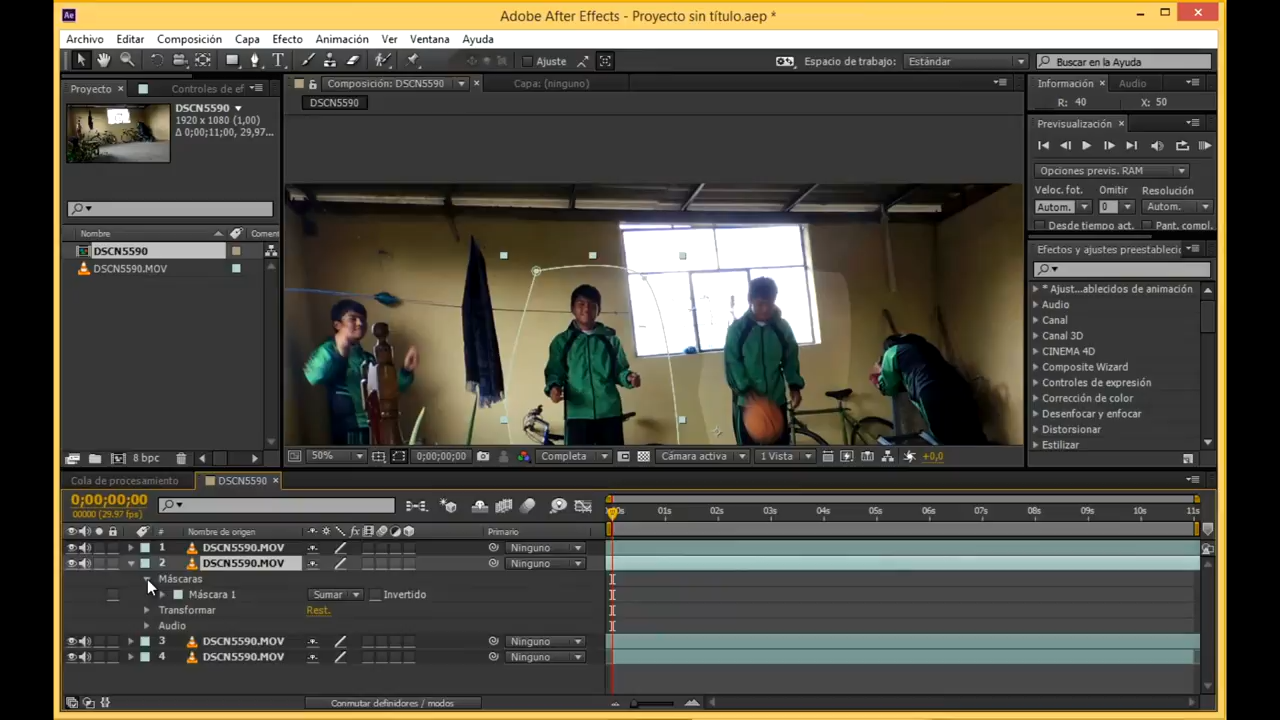 Ae
Adobe After Effects - Proyecto sin título.aep *
Archivo Editar Composición Capa Efecto Animación Ver Ventana Ayuda
Ajuste Espacio de trabajo: Estándar Buscar en la Ayuda
Proyecto Controles de ef Composición: DSCN5590 Capa: (ninguno) Información Audio
DSCN5590
1920 x 1080 (1,00)
Δ 0;00;11;00, 29,97...
DSCN5590
R: 40 X: 50
Previsualización
Opciones previs. RAM
Veloc. fot. Omitir Resolución
Autom. 0 Autom.
Desde tiempo act. Pant. compl.
Nombre Coment
DSCN5590
DSCN5590.MOV
Efectos y ajustes preestableci
* Ajust...ablecidos de animación
Audio
Canal
Canal 3D
CINEMA 4D
Composite Wizard
Controles de expresión
Corrección de color
Desenfocar y enfocar
Distorsionar
Estilizar
8 bpc
50% 0;00;00;00 Completa Cámara activa 1 Vista +0,0
Cola de procesamiento DSCN5590
0;00;00;00
00000 (29.97 fps)
00s 01s 02s 03s 04s 05s 06s 07s 08s 09s 10s 11s
# Nombre de origen fx Primario
1 DSCN5590.MOV Ninguno
2 DSCN5590.MOV Ninguno
Máscaras
Máscara 1 Sumar Invertido
Transformar Rest.
Audio
3 DSCN5590.MOV Ninguno
4 DSCN5590.MOV Ninguno
Conmutar definidores / modos